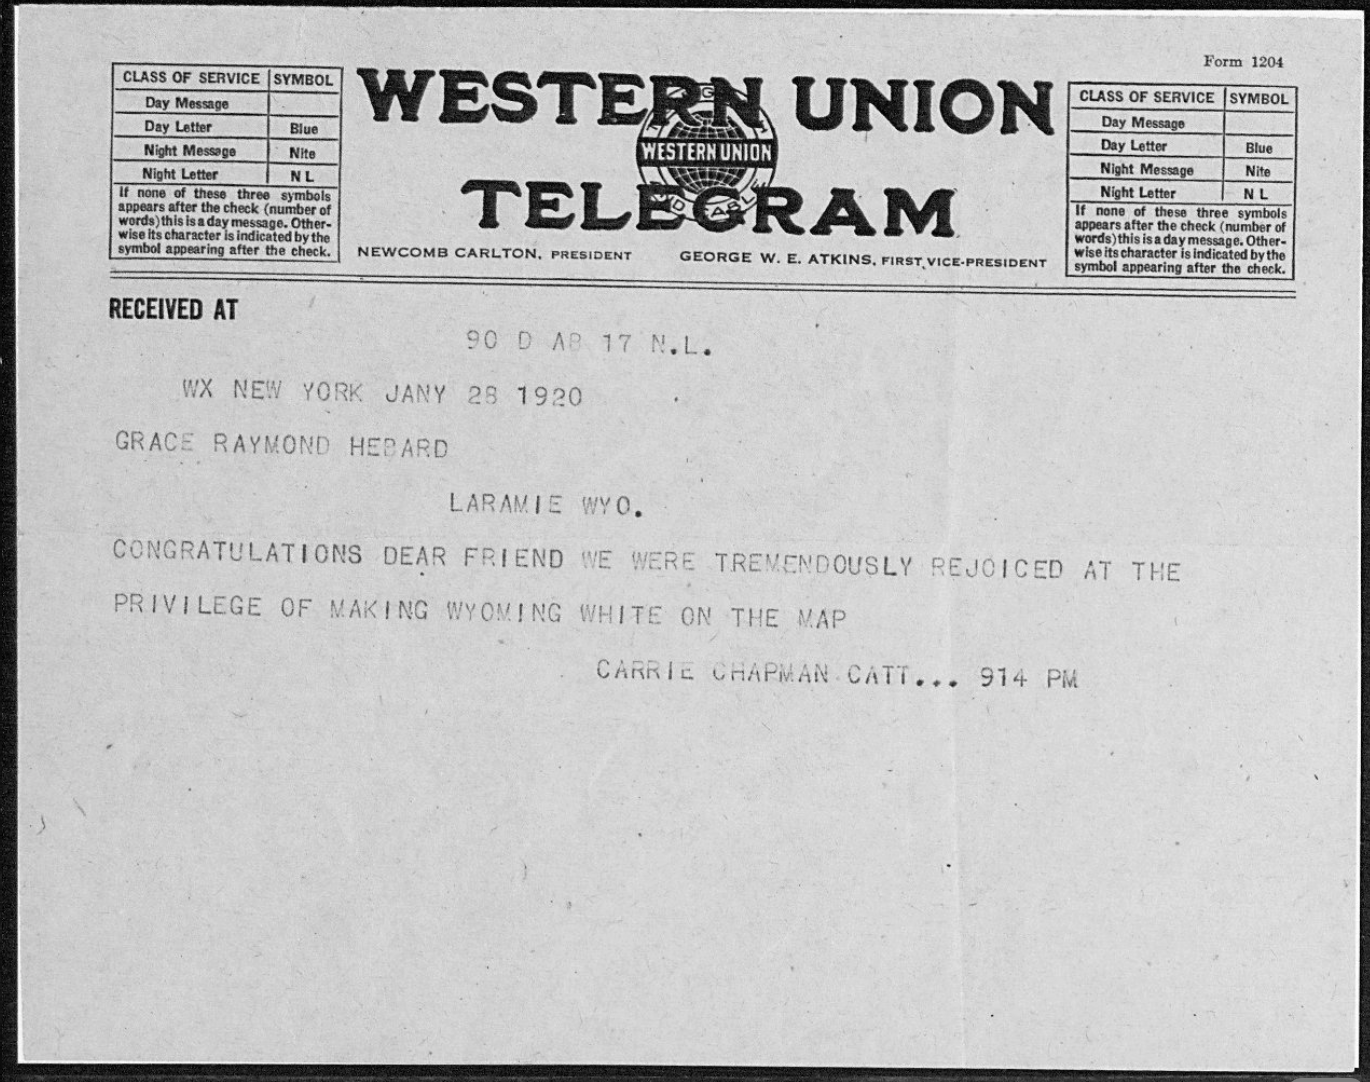 Form 1204
CLASS OF SERVICE SYMBOL
Day Message
Day Letter Blue
Night Message Nite
Night Letter N L
If none of these three symbols
appears after the check (number of
words) this is a day message. Other-
wise its character is indicated by the
symbol appearing after the check.
WESTERN UNION
WESTERN UNION
TELEGRAM
NEWCOMB CARLTON, PRESIDENT GEORGE W. E. ATKINS, FIRST VICE-PRESIDENT
CLASS OF SERVICE SYMBOL
Day Message
Day Letter Blue
Night Message Nite
Night Letter N L
If none of these three symbols
appears after the check (number of
words) this is a day message. Other-
wise its character is indicated by the
symbol appearing after the check.
RECEIVED AT
90 D AB 17 N.L.
WX NEW YORK JANY 28 1920
GRACE RAYMOND HEBARD
LARAMIE WYO.
CONGRATULATIONS DEAR FRIEND WE WERE TREMENDOUSLY REJOICED AT THE
PRIVILEGE OF MAKING WYOMING WHITE ON THE MAP
CARRIE CHAPMAN CATT... 914 PM